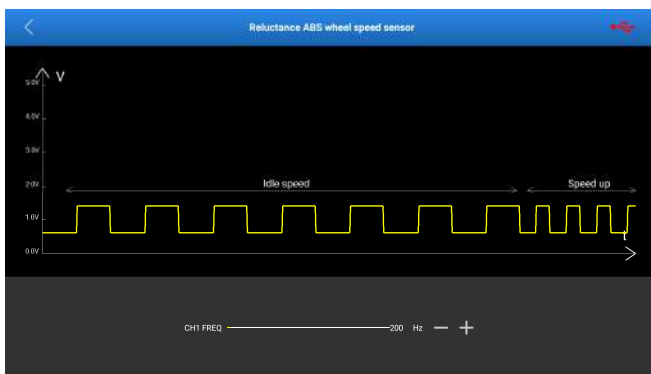 Reluctance ABS wheel speed sensor
V
5.0V
4.0V
3.0V
2.0V
Idle speed
Speed up
1.0V
t
0.0V
CH1 FREQ
200 Hz